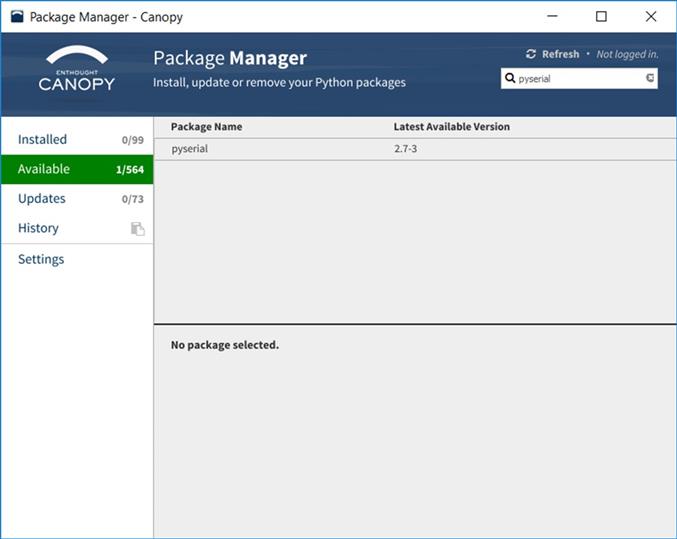 Package Manager - Canopy
ENTHOUGHT
CANOPY
Package Manager
Install, update or remove your Python packages
Refresh • Not logged in.
pyserial
Installed 0/99
Available 1/564
Updates 0/73
History
Settings
Package Name Latest Available Version
pyserial 2.7-3
No package selected.